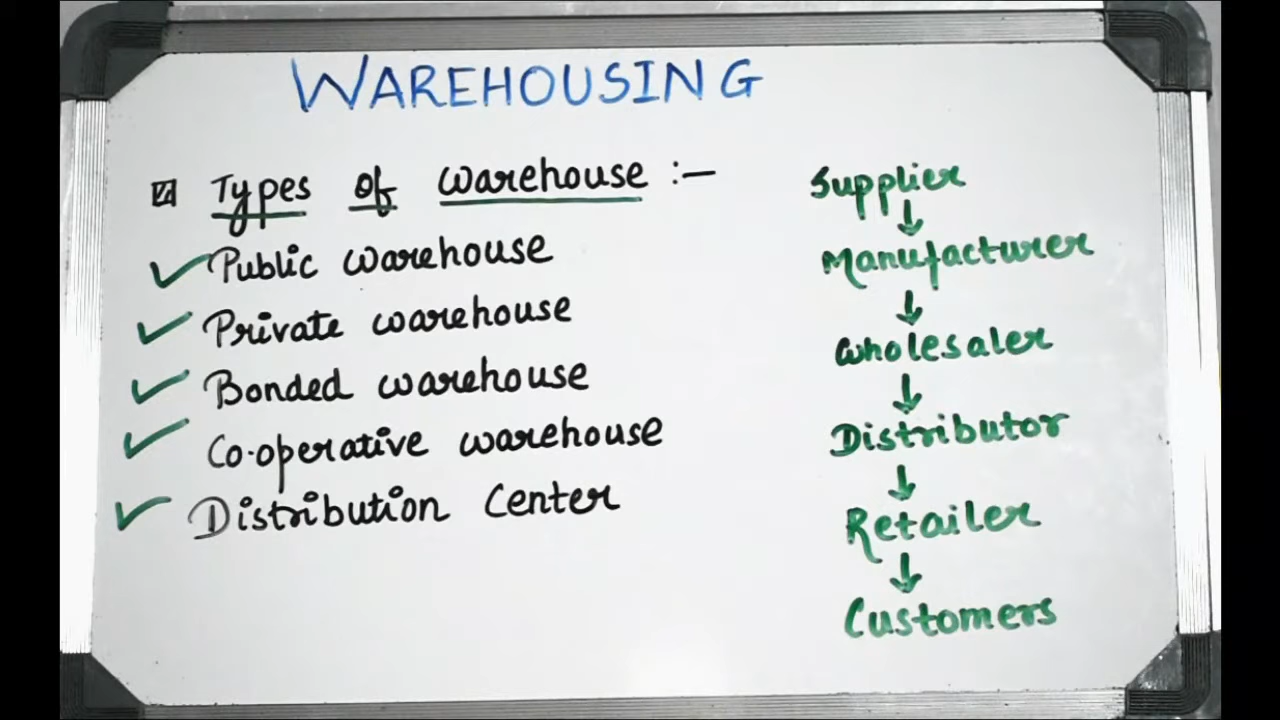 WAREHOUSING
Types of warehouse :-
Public warehouse
Private warehouse
Bonded warehouse
Co-operative warehouse
Distribution Center
Supplier
↓
Manufacturer
↓
Wholesaler
↓
Distributor
↓
Retailer
↓
Customers